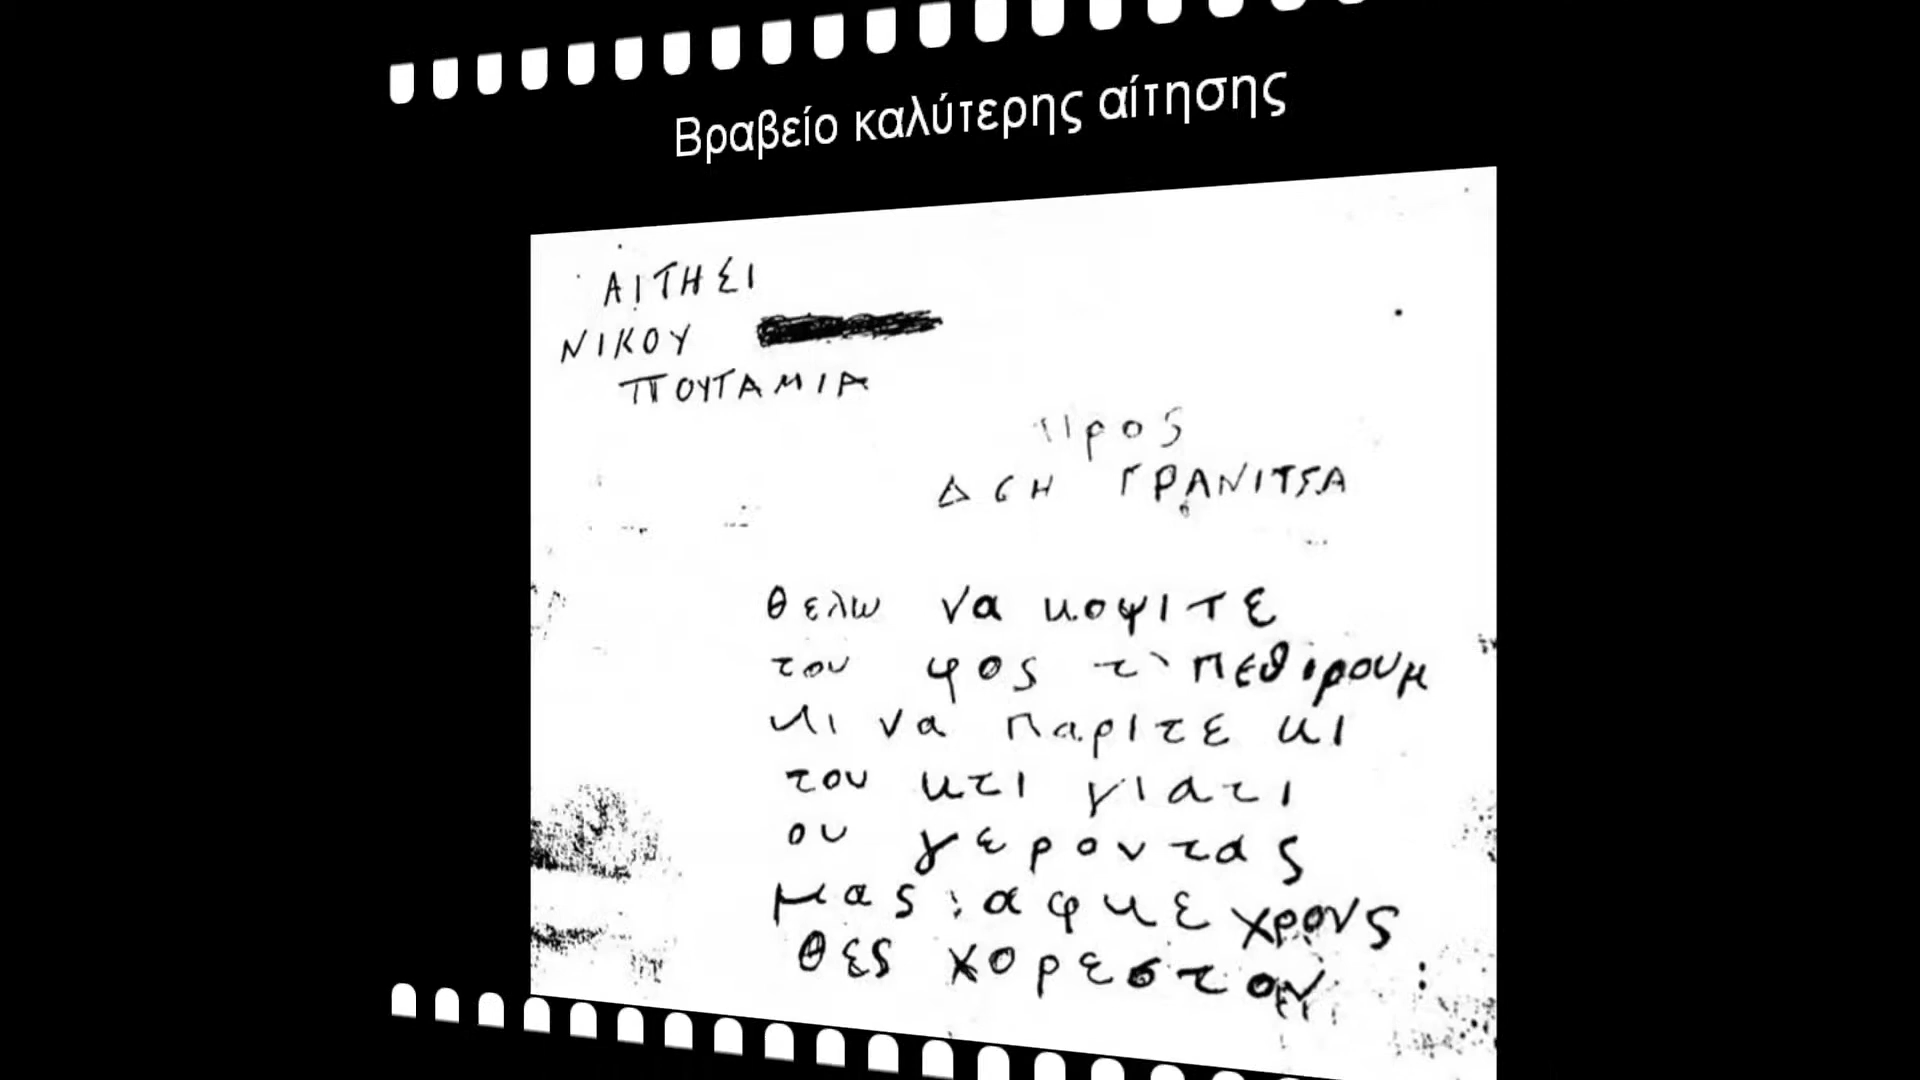 Βραβείο καλύτερης αίτησης
ΑΙΤΗΣΙ
ΝΙΚΟΥ
ΠΟΥΤΑΜΙΑ
Προς
ΔΕΗ ΓΡΑΝΙΤΣΑ
θελω να κοψιτε
του φος τ' πεθιρουμ
κι να παριτε κι
του κτι γιατι
ου γεροντας
μας αφκε χρονς
θες χορεστον